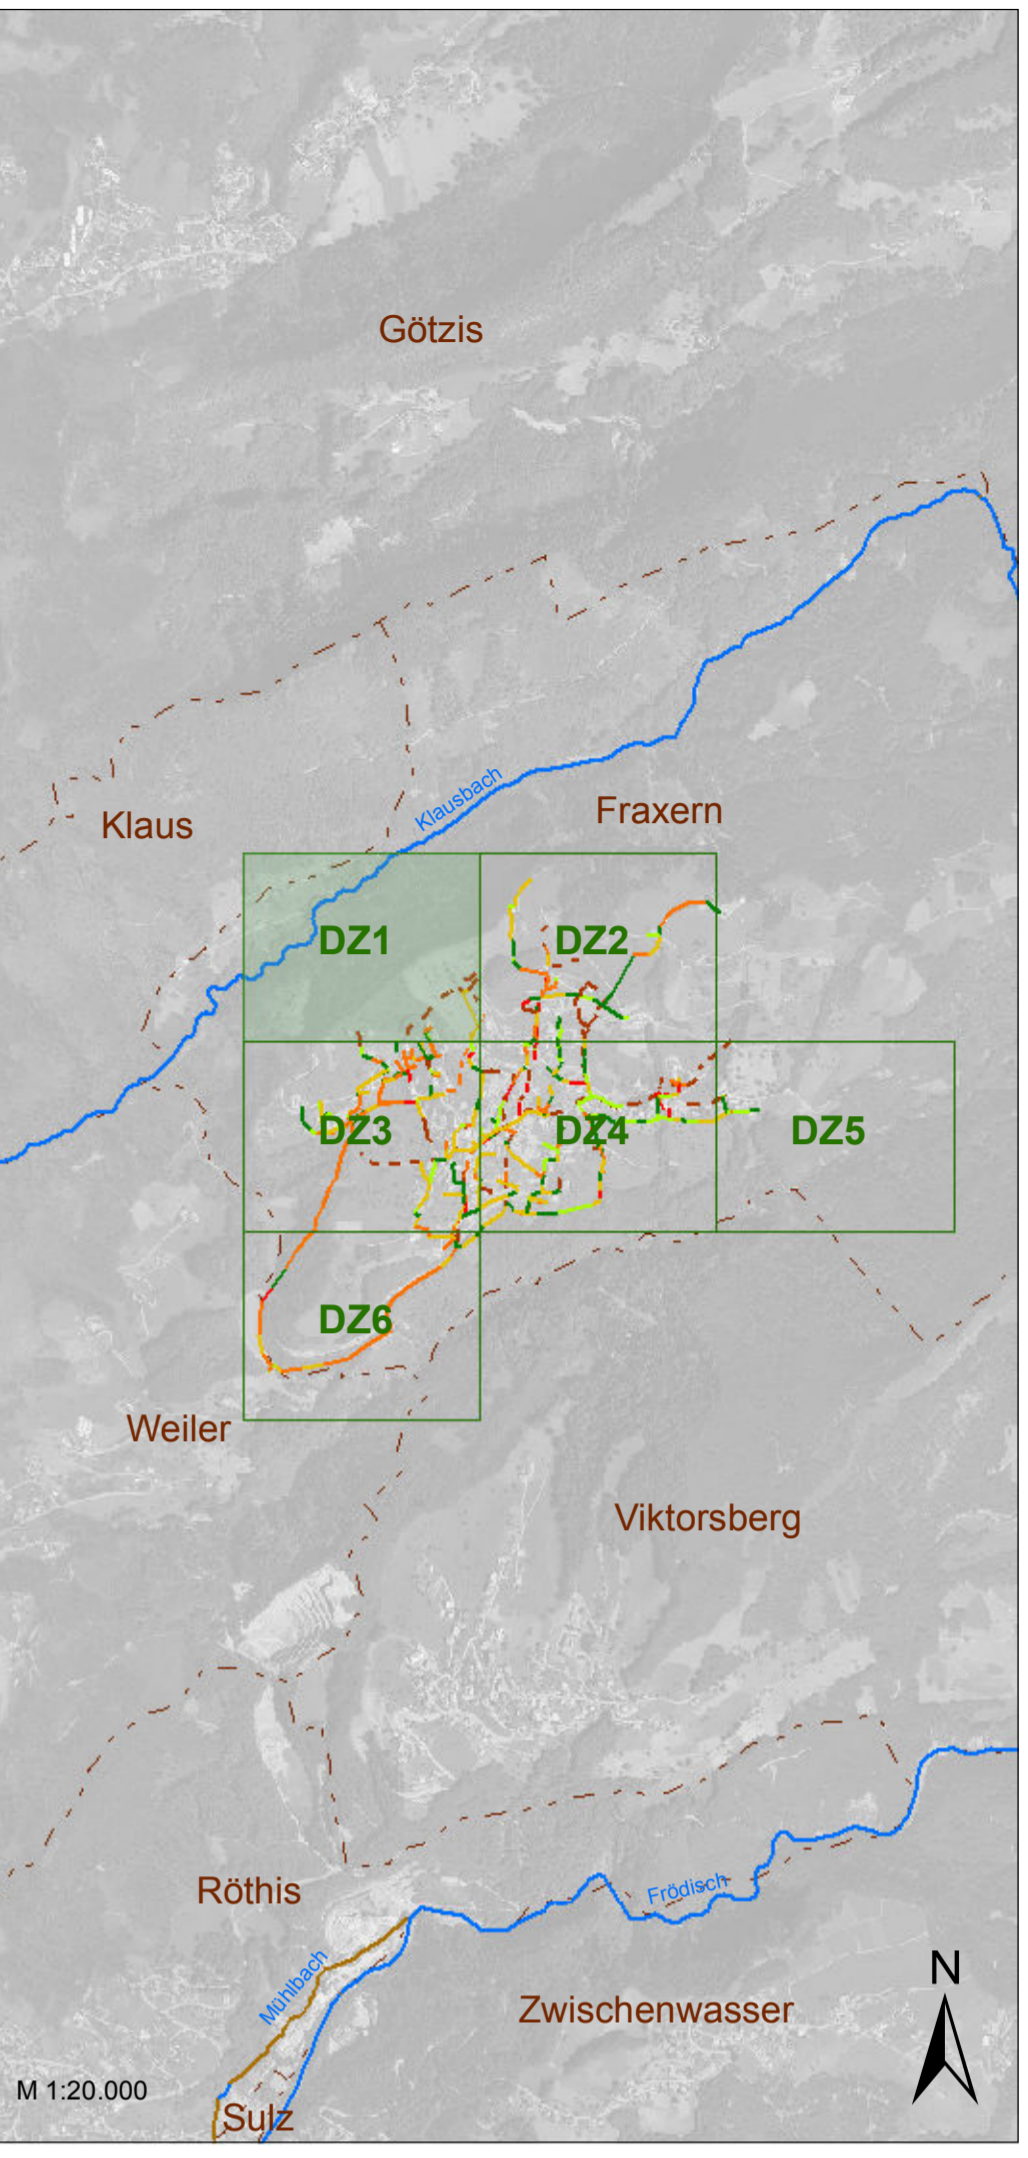 Götzis
Klausbach
Fraxern
Klaus
DZ1
DZ2
DZ3
DZ4
DZ5
DZ6
Weiler
Viktorsberg
Röthis
Frödisch
Mühlbach
N
Zwischenwasser
M 1:20.000
Sulz